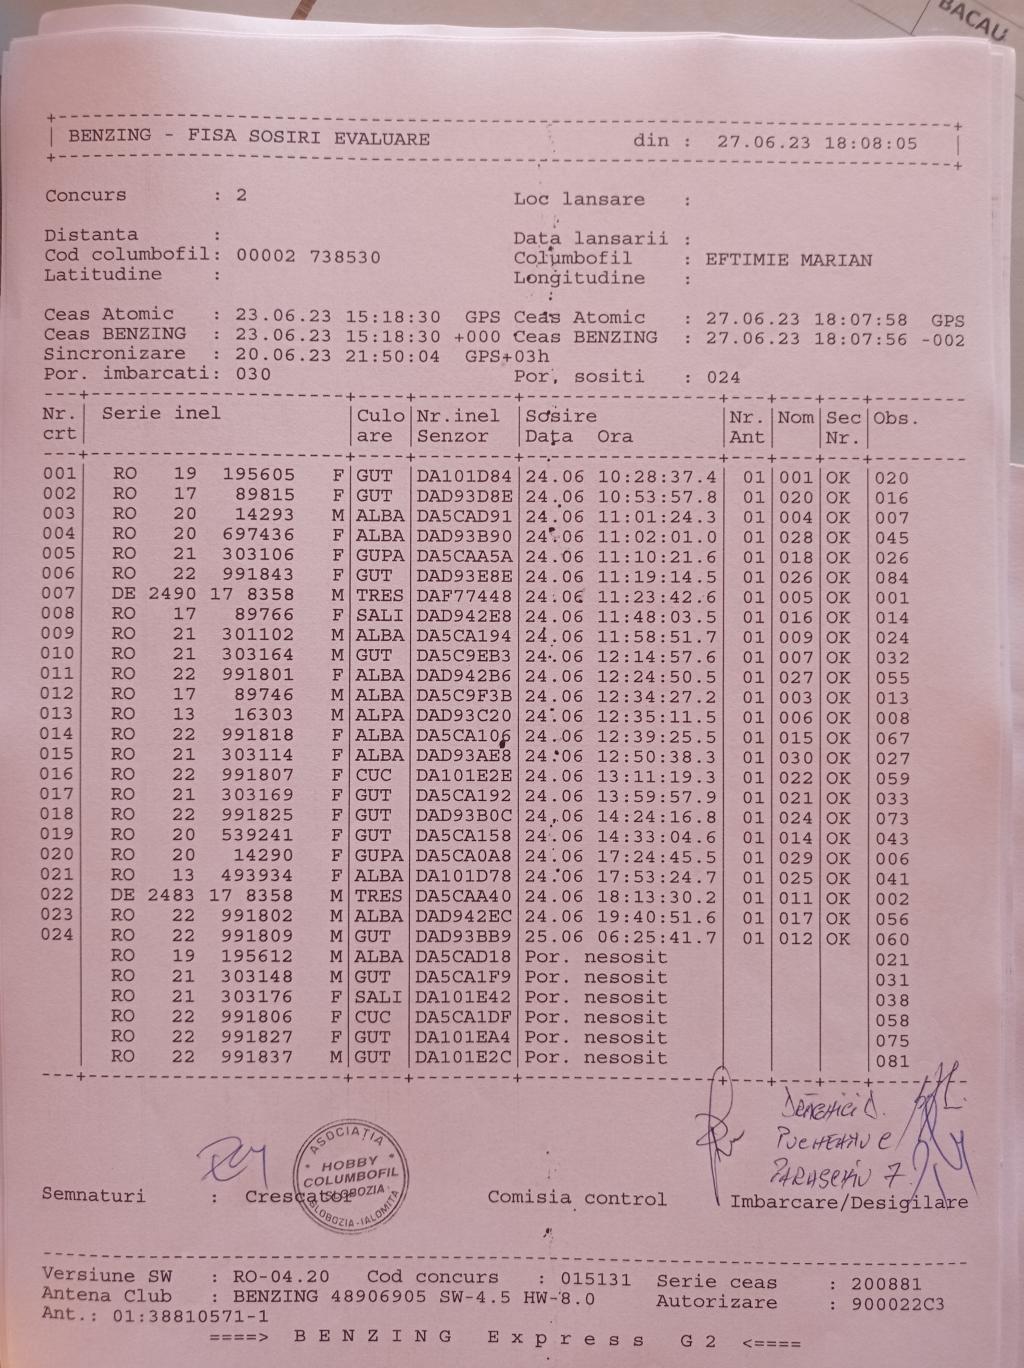 BACAU
BENZING - FISA SOSIRI EVALUARE din : 27.06.23 18:08:05
Concurs : 2 Loc lansare :
Distanta : Data lansarii :
Cod columbofil: 00002 738530 Columbofil : EFTIMIE MARIAN
Latitudine : Longitudine :
Ceas Atomic : 23.06.23 15:18:30 GPS Ceas Atomic : 27.06.23 18:07:58 GPS
Ceas BENZING : 23.06.23 15:18:30 +000 Ceas BENZING : 27.06.23 18:07:56 -002
Sincronizare : 20.06.23 21:50:04 GPS+03h
Por. imbarcati: 030 Por. sositi : 024
Nr. Serie inel Culo Nr.inel Sosire Nr. Nom Sec Obs.
crt are Senzor Data Ora Ant Nr.
001 RO 19 195605 F GUT DA101D84 24.06 10:28:37.4 01 001 OK 020
002 RO 17 89815 F GUT DAD93D8E 24.06 10:53:57.8 01 020 OK 016
003 RO 20 14293 M ALBA DA5CAD91 24.06 11:01:24.3 01 004 OK 007
004 RO 20 697436 F ALBA DAD93B90 24.06 11:02:01.0 01 028 OK 045
005 RO 21 303106 F GUPA DA5CAA5A 24.06 11:10:21.6 01 018 OK 026
006 RO 22 991843 F GUT DAD93E8E 24.06 11:19:14.5 01 026 OK 084
007 DE 2490 17 8358 M TRES DAF77448 24.06 11:23:42.6 01 005 OK 001
008 RO 17 89766 F SALI DAD942E8 24.06 11:48:03.5 01 016 OK 014
009 RO 21 301102 M ALBA DA5CA194 24.06 11:58:51.7 01 009 OK 024
010 RO 21 303164 M GUT DA5C9EB3 24.06 12:14:57.6 01 007 OK 032
011 RO 22 991801 F ALBA DAD942B6 24.06 12:24:50.5 01 027 OK 055
012 RO 17 89746 M ALBA DA5C9F3B 24.06 12:34:27.2 01 003 OK 013
013 RO 13 16303 M ALPA DAD93C20 24.06 12:35:11.5 01 006 OK 008
014 RO 22 991818 F ALBA DA5CA106 24.06 12:39:25.5 01 015 OK 067
015 RO 21 303114 F ALBA DAD93AE8 24.06 12:50:38.3 01 030 OK 027
016 RO 22 991807 F CUC DA101E2E 24.06 13:11:19.3 01 022 OK 059
017 RO 21 303169 F GUT DA5CA192 24.06 13:59:57.9 01 021 OK 033
018 RO 22 991825 F GUT DAD93B0C 24.06 14:24:16.8 01 024 OK 073
019 RO 20 539241 F GUT DA5CA158 24.06 14:33:04.6 01 014 OK 043
020 RO 20 14290 F GUPA DA5CA0A8 24.06 17:24:45.5 01 029 OK 006
021 RO 13 493934 F ALBA DA101D78 24.06 17:53:24.7 01 025 OK 041
022 DE 2483 17 8358 M TRES DA5CAA40 24.06 18:13:30.2 01 011 OK 002
023 RO 22 991802 M ALBA DAD942EC 24.06 19:40:51.6 01 017 OK 056
024 RO 22 991809 M GUT DAD93BB9 25.06 06:25:41.7 01 012 OK 060
RO 19 195612 M ALBA DA5CAD18 Por. nesosit 021
RO 21 303148 M GUT DA5CA1F9 Por. nesosit 031
RO 21 303176 F SALI DA101E42 Por. nesosit 038
RO 22 991806 F CUC DA5CA1DF Por. nesosit 058
RO 22 991827 F GUT DA101EA4 Por. nesosit 075
RO 22 991837 M GUT DA101E2C Por. nesosit 081
ASOCIAȚIA
HOBBY
COLUMBOFIL
SLOBOZIA
SLOBOZIA-IALOMITA
Semnaturi : Crescator Comisia control Imbarcare/Desigilare
Versiune SW : RO-04.20 Cod concurs : 015131 Serie ceas : 200881
Antena Club : BENZING 48906905 SW-4.5 HW-8.0 Autorizare : 900022C3
Ant.: 01:38810571-1
====> B E N Z I N G E x p r e s s G 2 <====